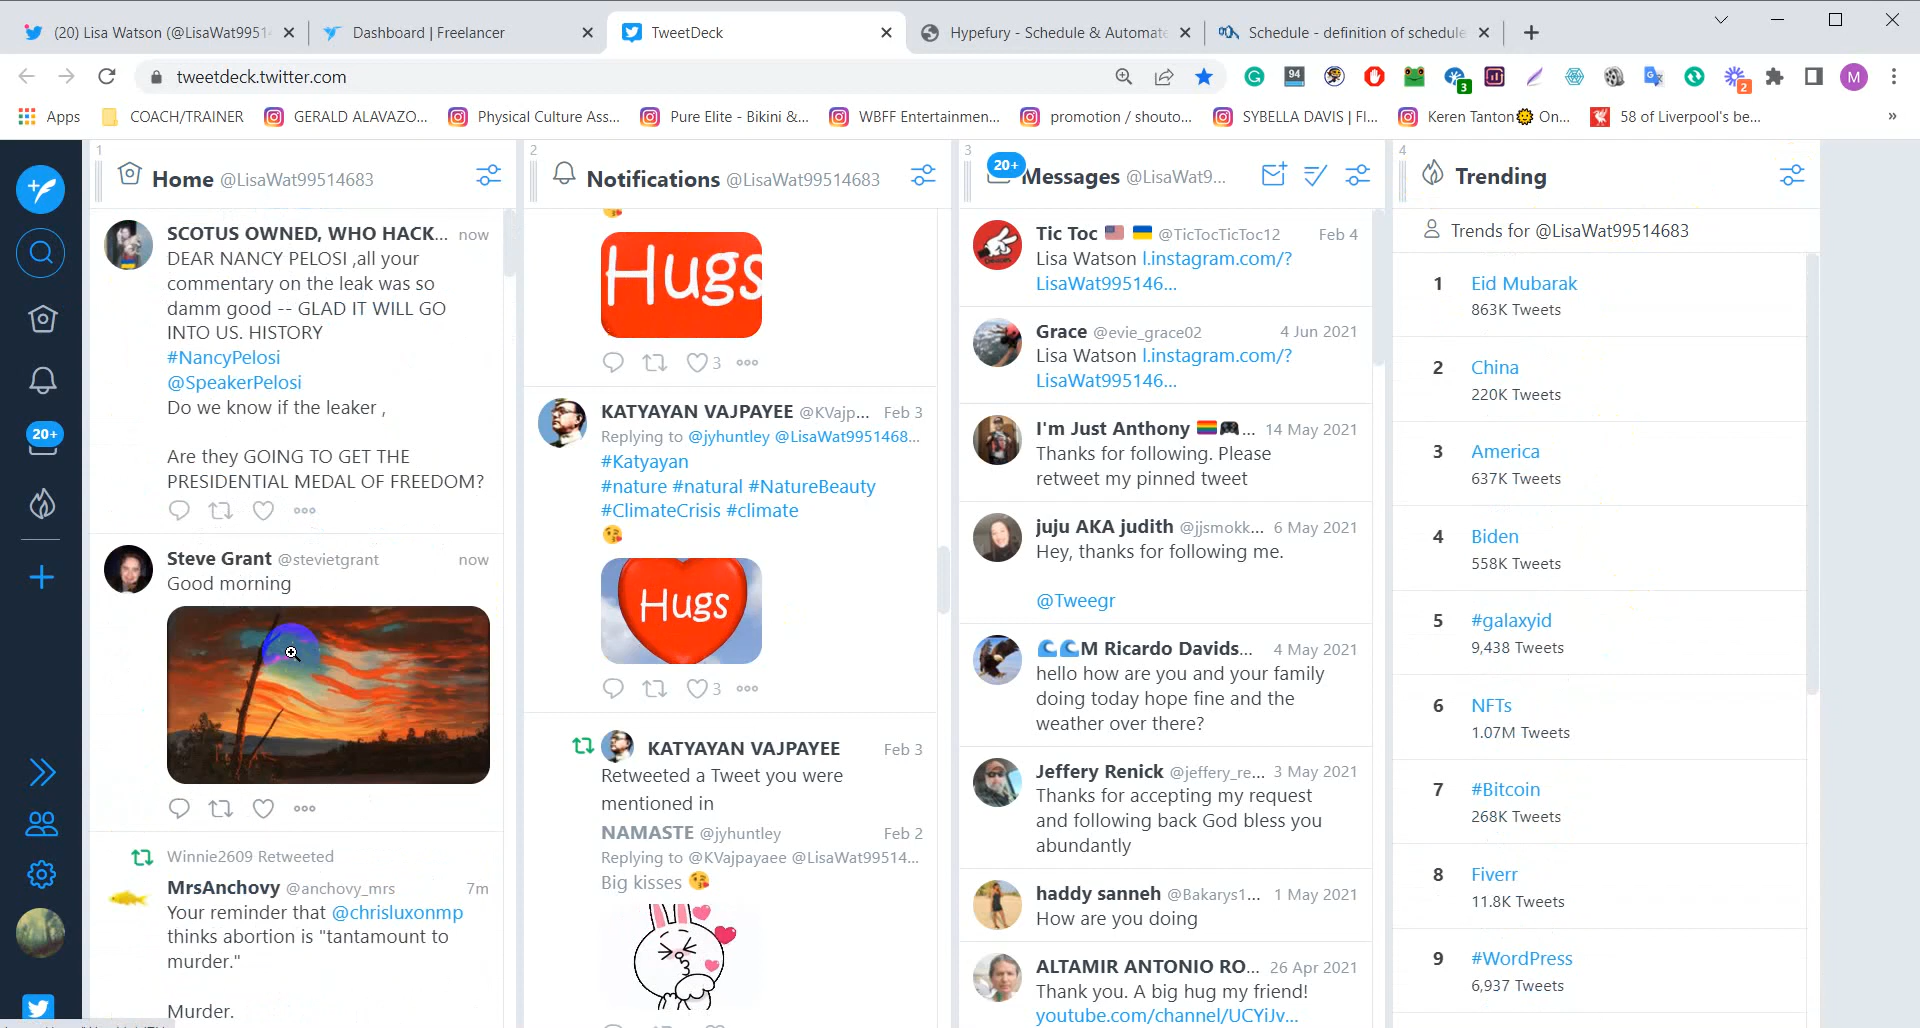 (20) Lisa Watson (@LisaWat9951
Dashboard | Freelancer
TweetDeck
Hypefury - Schedule & Automate
Schedule - definition of schedule
tweetdeck.twitter.com
94
3
2
M
Apps
COACH/TRAINER
GERALD ALAVAZO...
Physical Culture Ass...
Pure Elite - Bikini &...
WBFF Entertainmen...
promotion / shouto...
SYBELLA DAVIS | FI...
Keren Tanton🌞 On...
58 of Liverpool's be...
»
20+
1
Home @LisaWat99514683
SCOTUS OWNED, WHO HACK... now
DEAR NANCY PELOSI ,all your
commentary on the leak was so
damm good -- GLAD IT WILL GO
INTO US. HISTORY
#NancyPelosi
@SpeakerPelosi
Do we know if the leaker ,
Are they GOING TO GET THE
PRESIDENTIAL MEDAL OF FREEDOM?
Steve Grant @stevietgrant now
Good morning
Winnie2609 Retweeted
MrsAnchovy @anchovy_mrs 7m
Your reminder that @chrisluxonmp
thinks abortion is "tantamount to
murder."
Murder.
2
Notifications @LisaWat99514683
😘
Hugs
3
KATYAYAN VAJPAYEE @KVajp... Feb 3
Replying to @jyhuntley @LisaWat9951468...
#Katyayan
#nature #natural #NatureBeauty
#ClimateCrisis #climate
😘
Hugs
3
KATYAYAN VAJPAYEE Feb 3
Retweeted a Tweet you were
mentioned in
NAMASTE @jyhuntley Feb 2
Replying to @KVajpayaee @LisaWat99514...
Big kisses 😘
3
20+
Messages @LisaWat9...
Tic Toc 🇺🇸 🇺🇦 @TicTocTicToc12 Feb 4
Lisa Watson l.instagram.com/?
LisaWat995146...
Grace @evie_grace02 4 Jun 2021
Lisa Watson l.instagram.com/?
LisaWat995146...
I'm Just Anthony 🏳️‍🌈🎮... 14 May 2021
Thanks for following. Please
retweet my pinned tweet
juju AKA judith @jjsmokk... 6 May 2021
Hey, thanks for following me.
@Tweegr
🌊🌊M Ricardo Davids... 4 May 2021
hello how are you and your family
doing today hope fine and the
weather over there?
Jeffery Renick @jeffery_re... 3 May 2021
Thanks for accepting my request
and following back God bless you
abundantly
haddy sanneh @Bakarys1... 1 May 2021
How are you doing
ALTAMIR ANTONIO RO... 26 Apr 2021
Thank you. A big hug my friend!
youtube.com/channel/UCYiJv...
4
Trending
Trends for @LisaWat99514683
1 Eid Mubarak
863K Tweets
2 China
220K Tweets
3 America
637K Tweets
4 Biden
558K Tweets
5 #galaxyid
9,438 Tweets
6 NFTs
1.07M Tweets
7 #Bitcoin
268K Tweets
8 Fiverr
11.8K Tweets
9 #WordPress
6,937 Tweets